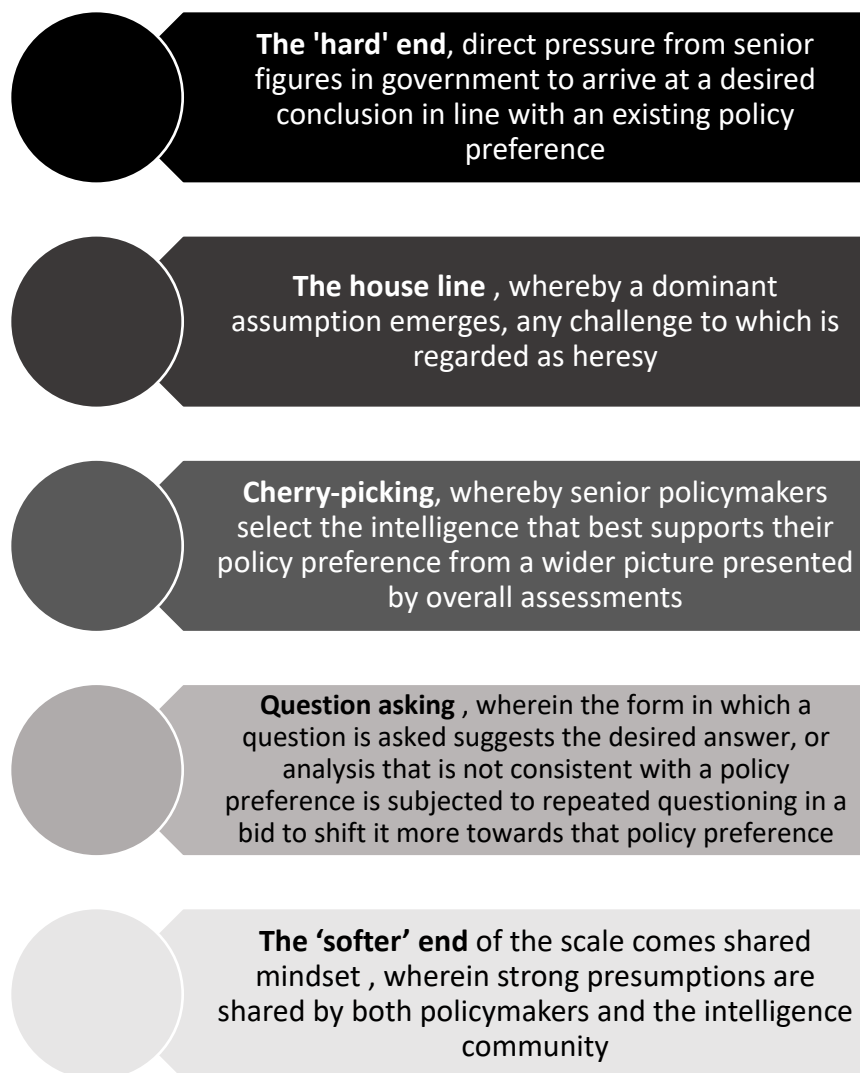 The 'hard' end, direct pressure from senior
figures in government to arrive at a desired
conclusion in line with an existing policy
preference
The house line , whereby a dominant
assumption emerges, any challenge to which is
regarded as heresy
Cherry-picking, whereby senior policymakers
select the intelligence that best supports their
policy preference from a wider picture presented
by overall assessments
Question asking , wherein the form in which a
question is asked suggests the desired answer, or
analysis that is not consistent with a policy
preference is subjected to repeated questioning in a
bid to shift it more towards that policy preference
The ‘softer’ end of the scale comes shared
mindset , wherein strong presumptions are
shared by both policymakers and the intelligence
community